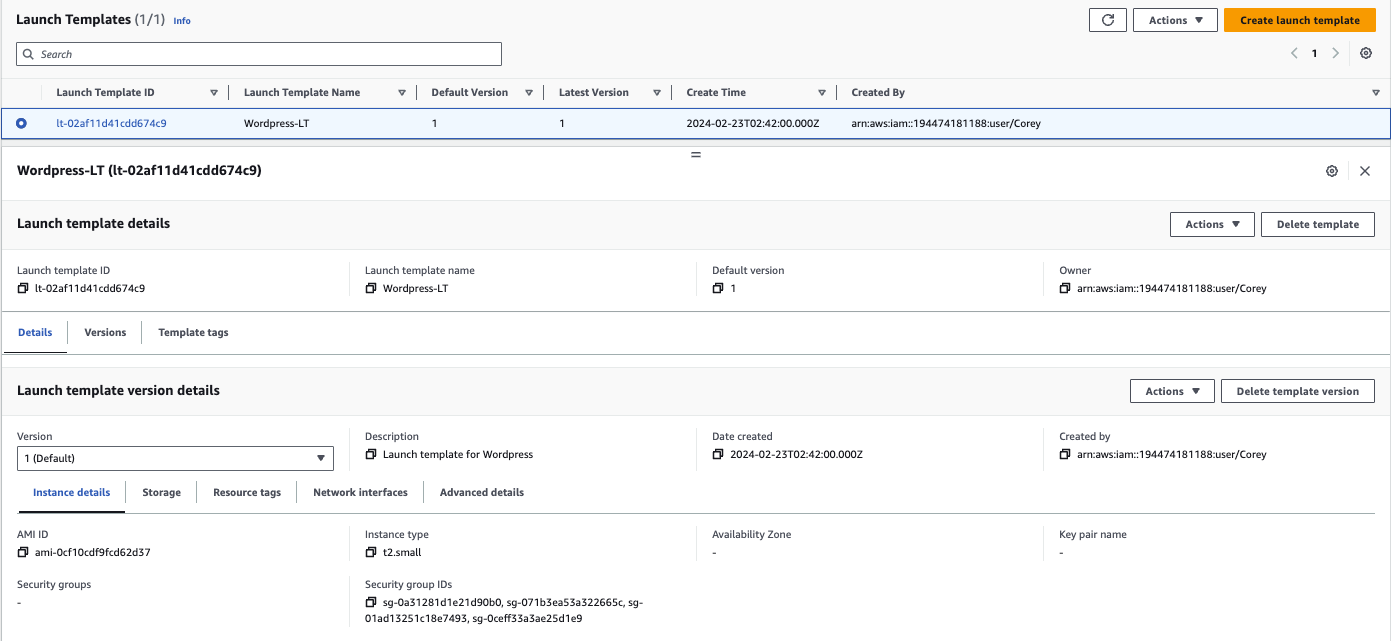 Launch Templates (1/1) Info
Actions
Create launch template
Search
1
Launch Template ID Launch Template Name Default Version Latest Version Create Time Created By
lt-02af11d41cdd674c9 Wordpress-LT 1 1 2024-02-23T02:42:00.000Z arn:aws:iam::194474181188:user/Corey
Wordpress-LT (lt-02af11d41cdd674c9)
Launch template details
Actions
Delete template
Launch template ID Launch template name Default version Owner
lt-02af11d41cdd674c9 Wordpress-LT 1 arn:aws:iam::194474181188:user/Corey
Details Versions Template tags
Launch template version details
Actions
Delete template version
Version Description Date created Created by
1 (Default) Launch template for Wordpress 2024-02-23T02:42:00.000Z arn:aws:iam::194474181188:user/Corey
Instance details Storage Resource tags Network interfaces Advanced details
AMI ID Instance type Availability Zone Key pair name
ami-0cf10cdf9fcd62d37 t2.small - -
Security groups Security group IDs
- sg-0a31281d1e21d90b0, sg-071b3ea53a322665c, sg-
01ad13251c18e7493, sg-0ceff33a3ae25d1e9